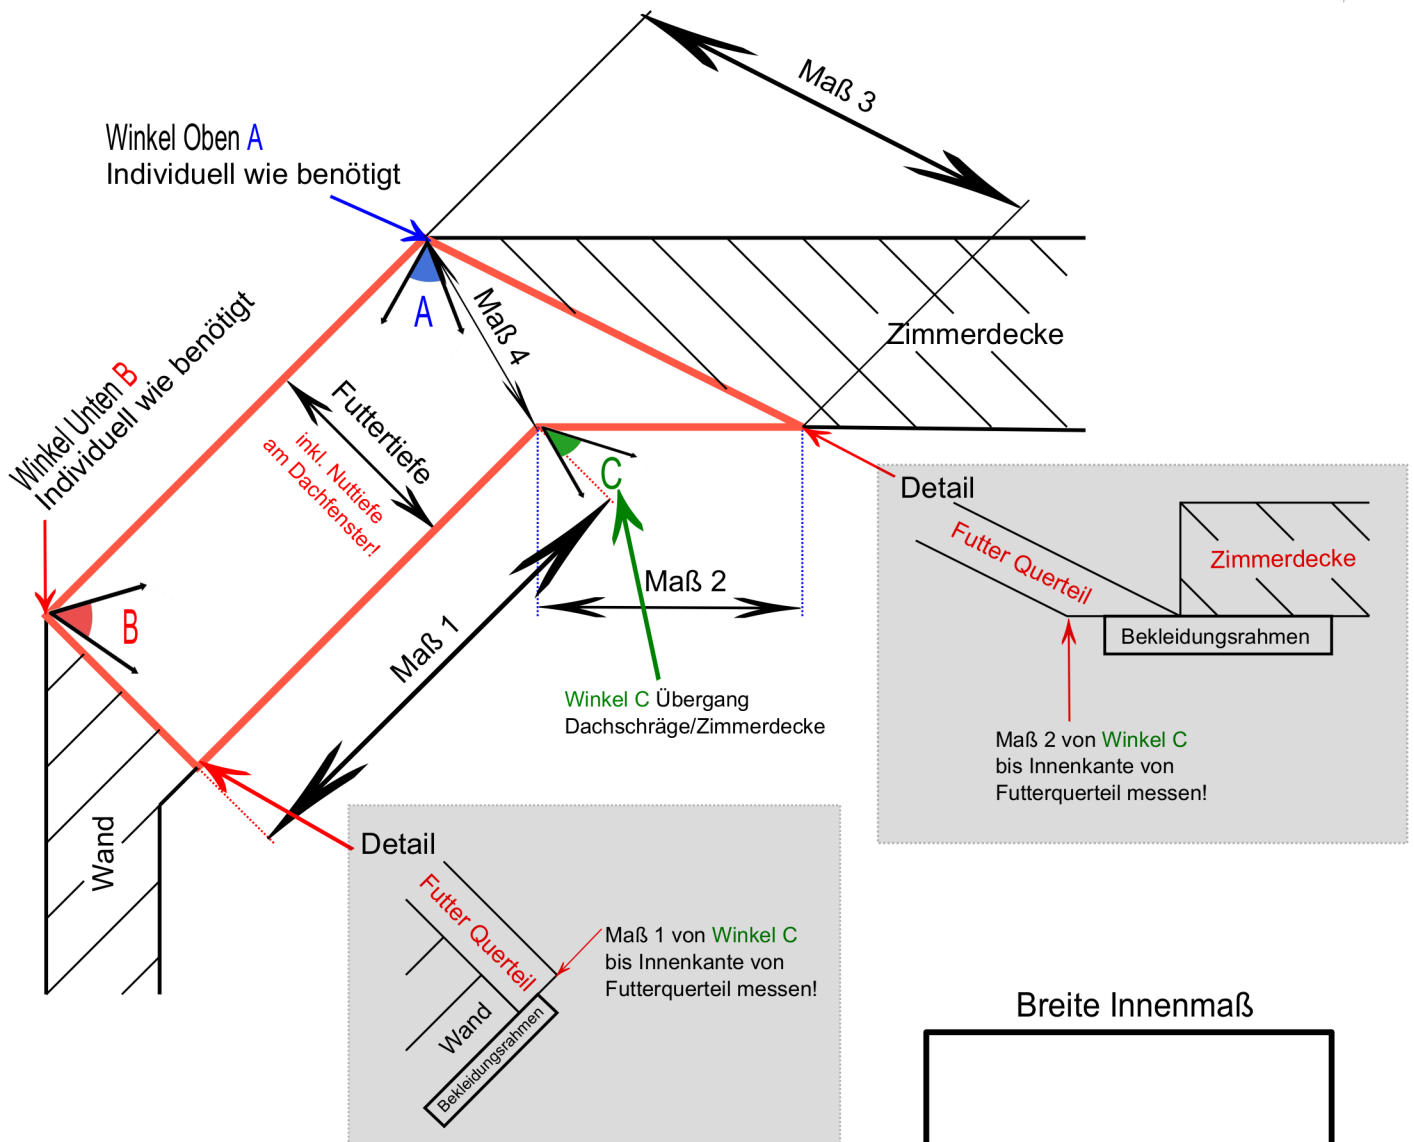 Maß 3
Winkel Oben A
Individuell wie benötigt
A
Maß 4
Zimmerdecke
Winkel Unten B
Individuell wie benötigt
Futtertiefe
inkl. Nuttiefe
am Dachfenster!
C
B
Maß 2
Maß 1
Winkel C Übergang
Dachschräge/Zimmerdecke
Wand
Detail
Futter Querteil
Zimmerdecke
Bekleidungsrahmen
Maß 2 von Winkel C
bis Innenkante von
Futterquerteil messen!
Detail
Futter Querteil
Wand
Bekleidungsrahmen
Maß 1 von Winkel C
bis Innenkante von
Futterquerteil messen!
Breite Innenmaß